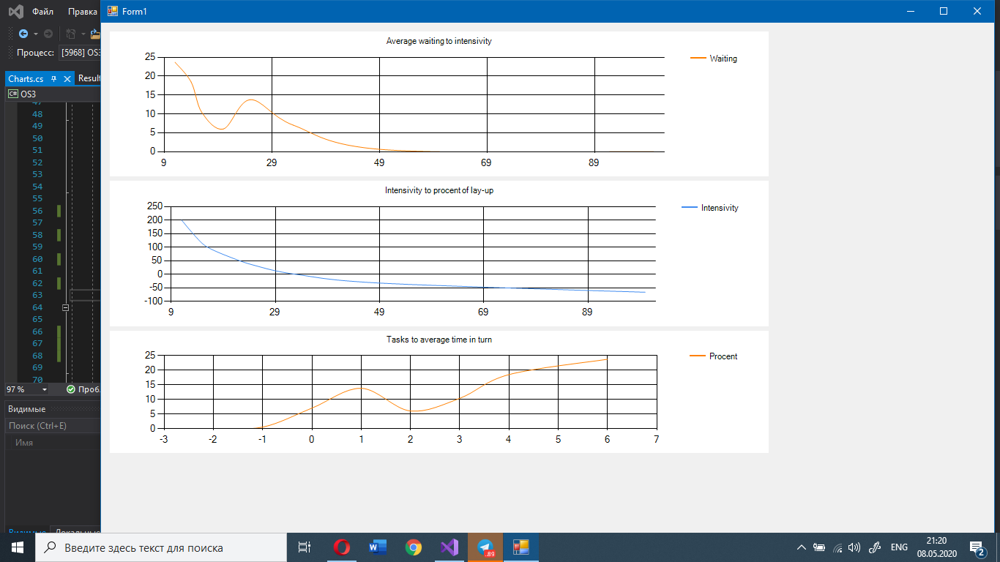 Файл Правка
Form1
Процесс: [5968] OS3
Charts.cs Result
C# OS3
48
49
50
51
52
53
54
55
56
57
58
59
60
61
62
63
64
65
66
67
68
69
70
97 %
Видимые
Поиск (Ctrl+E)
Имя
Видимые Локальные
Average waiting to intensivity
Waiting
25
20
15
10
5
0
9 29 49 69 89
Intensivity to procent of lay-up
Intensivity
250
200
150
100
50
0
-50
-100
9 29 49 69 89
Tasks to average time in turn
Procent
25
20
15
10
5
0
-3 -2 -1 0 1 2 3 4 5 6 7
Введите здесь текст для поиска
W
.89
ENG
21:20
08.05.2020
2